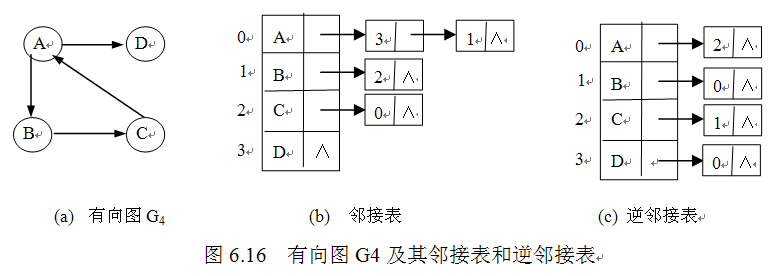 A D
B C
0 A 3 1 ∧
1 B 2 ∧
2 C 0 ∧
3 D ∧
0 A 2 ∧
1 B 0 ∧
2 C 1 ∧
3 D 0 ∧
(a) 有向图 G4
(b) 邻接表
(c) 逆邻接表
图 6.16 有向图 G4 及其邻接表和逆邻接表